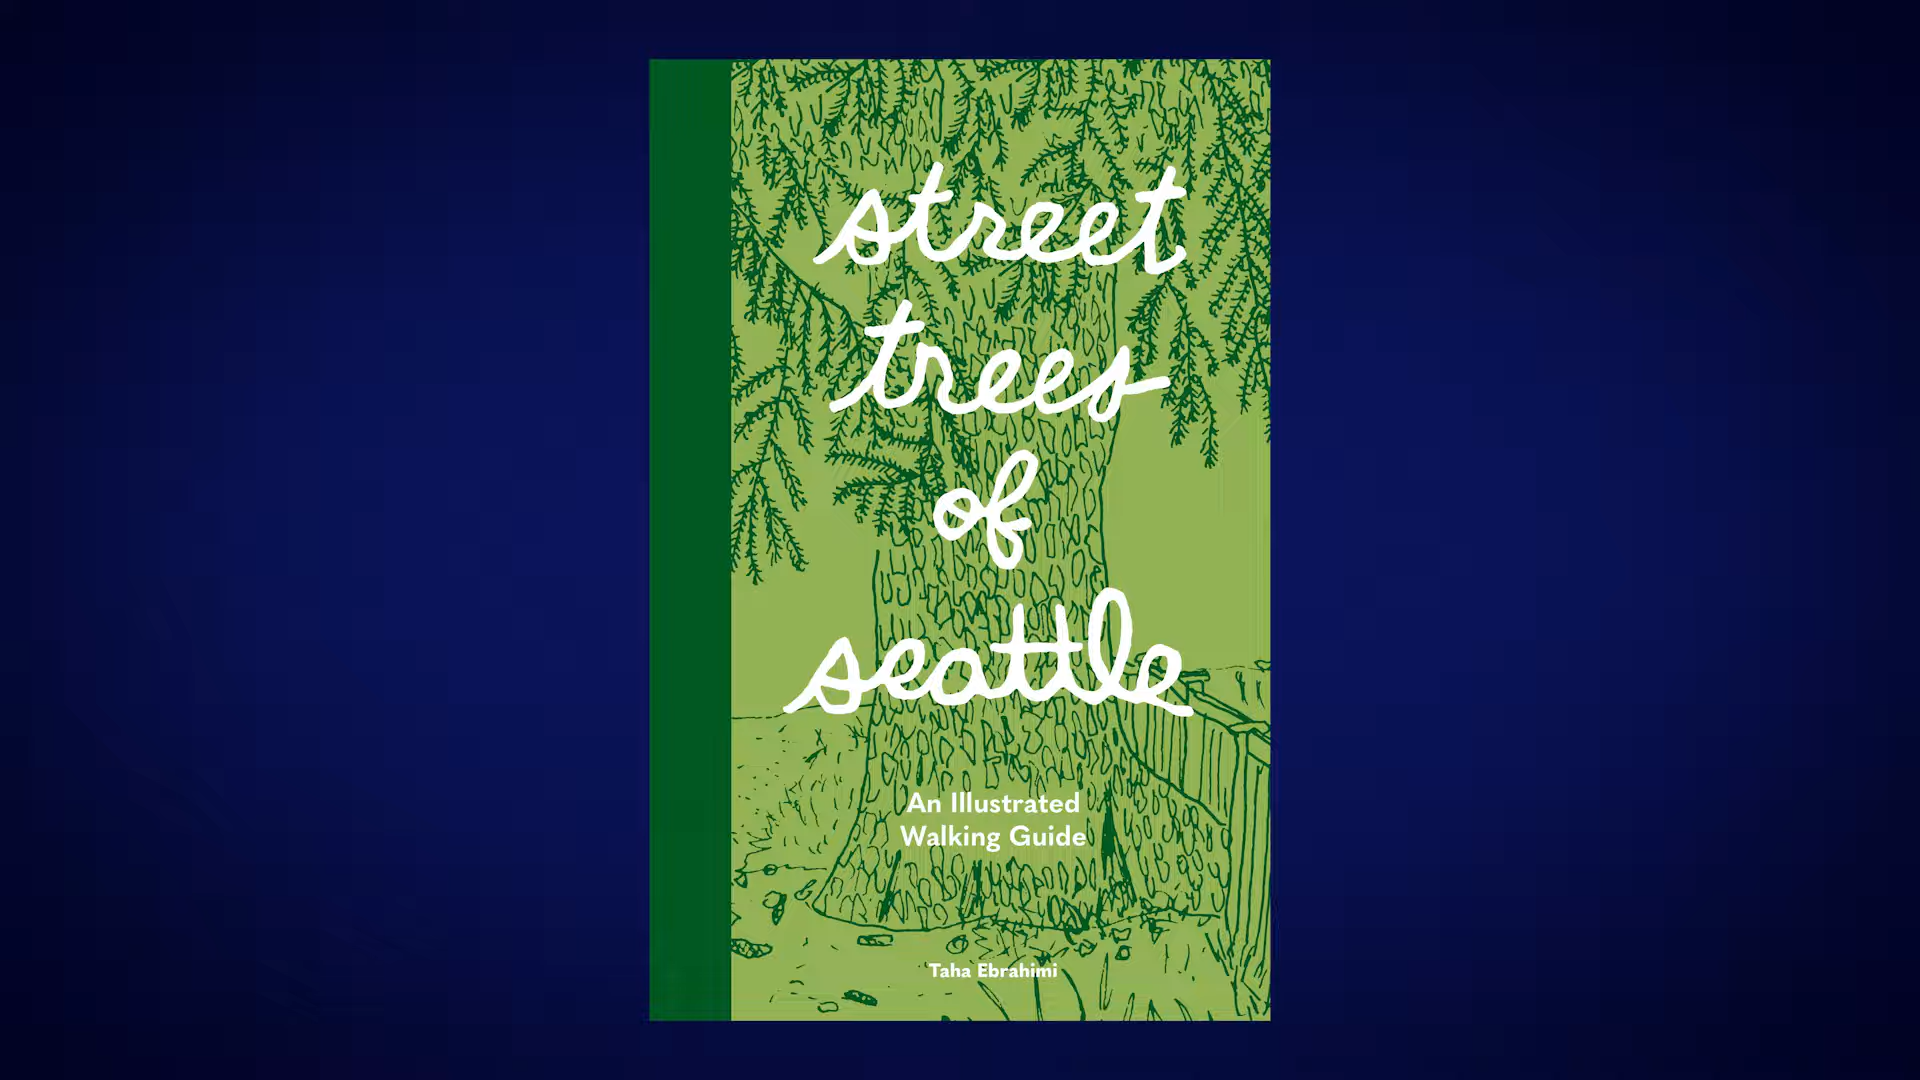 street
trees
of
seattle
An Illustrated
Walking Guide
Taha Ebrahimi